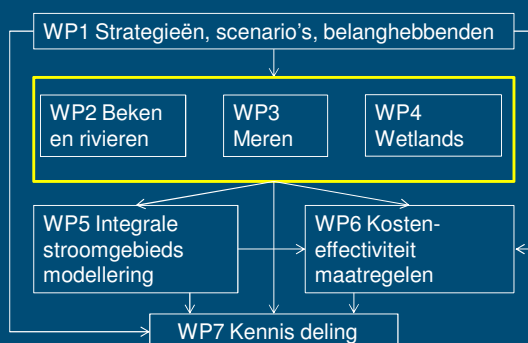 WP1 Strategieën, scenario’s, belanghebbenden
WP2 Beken
en rivieren
WP3
Meren
WP4
Wetlands
WP5 Integrale
stroomgebieds
modellering
WP6 Kosten-
effectiviteit
maatregelen
WP7 Kennis deling